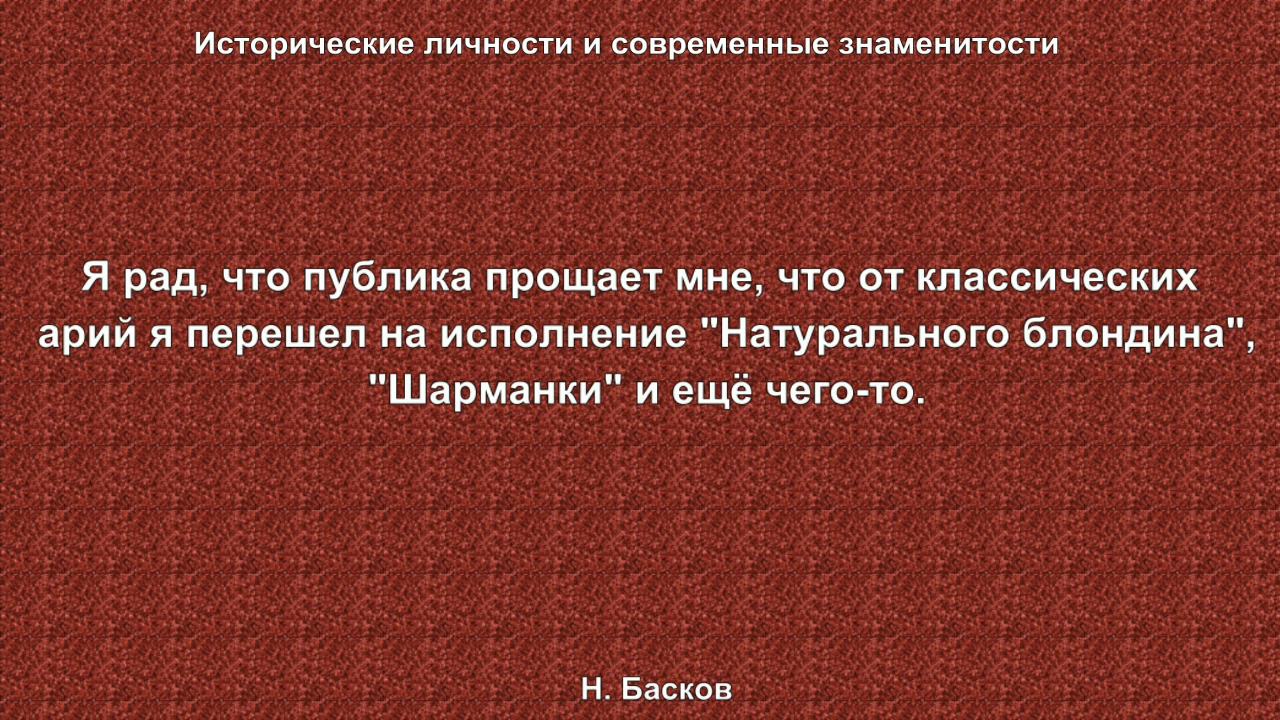 Исторические личности и современные знаменитости
Я рад, что публика прощает мне, что от классических
арий я перешел на исполнение "Натурального блондина",
"Шарманки" и ещё чего-то.
Н. Басков